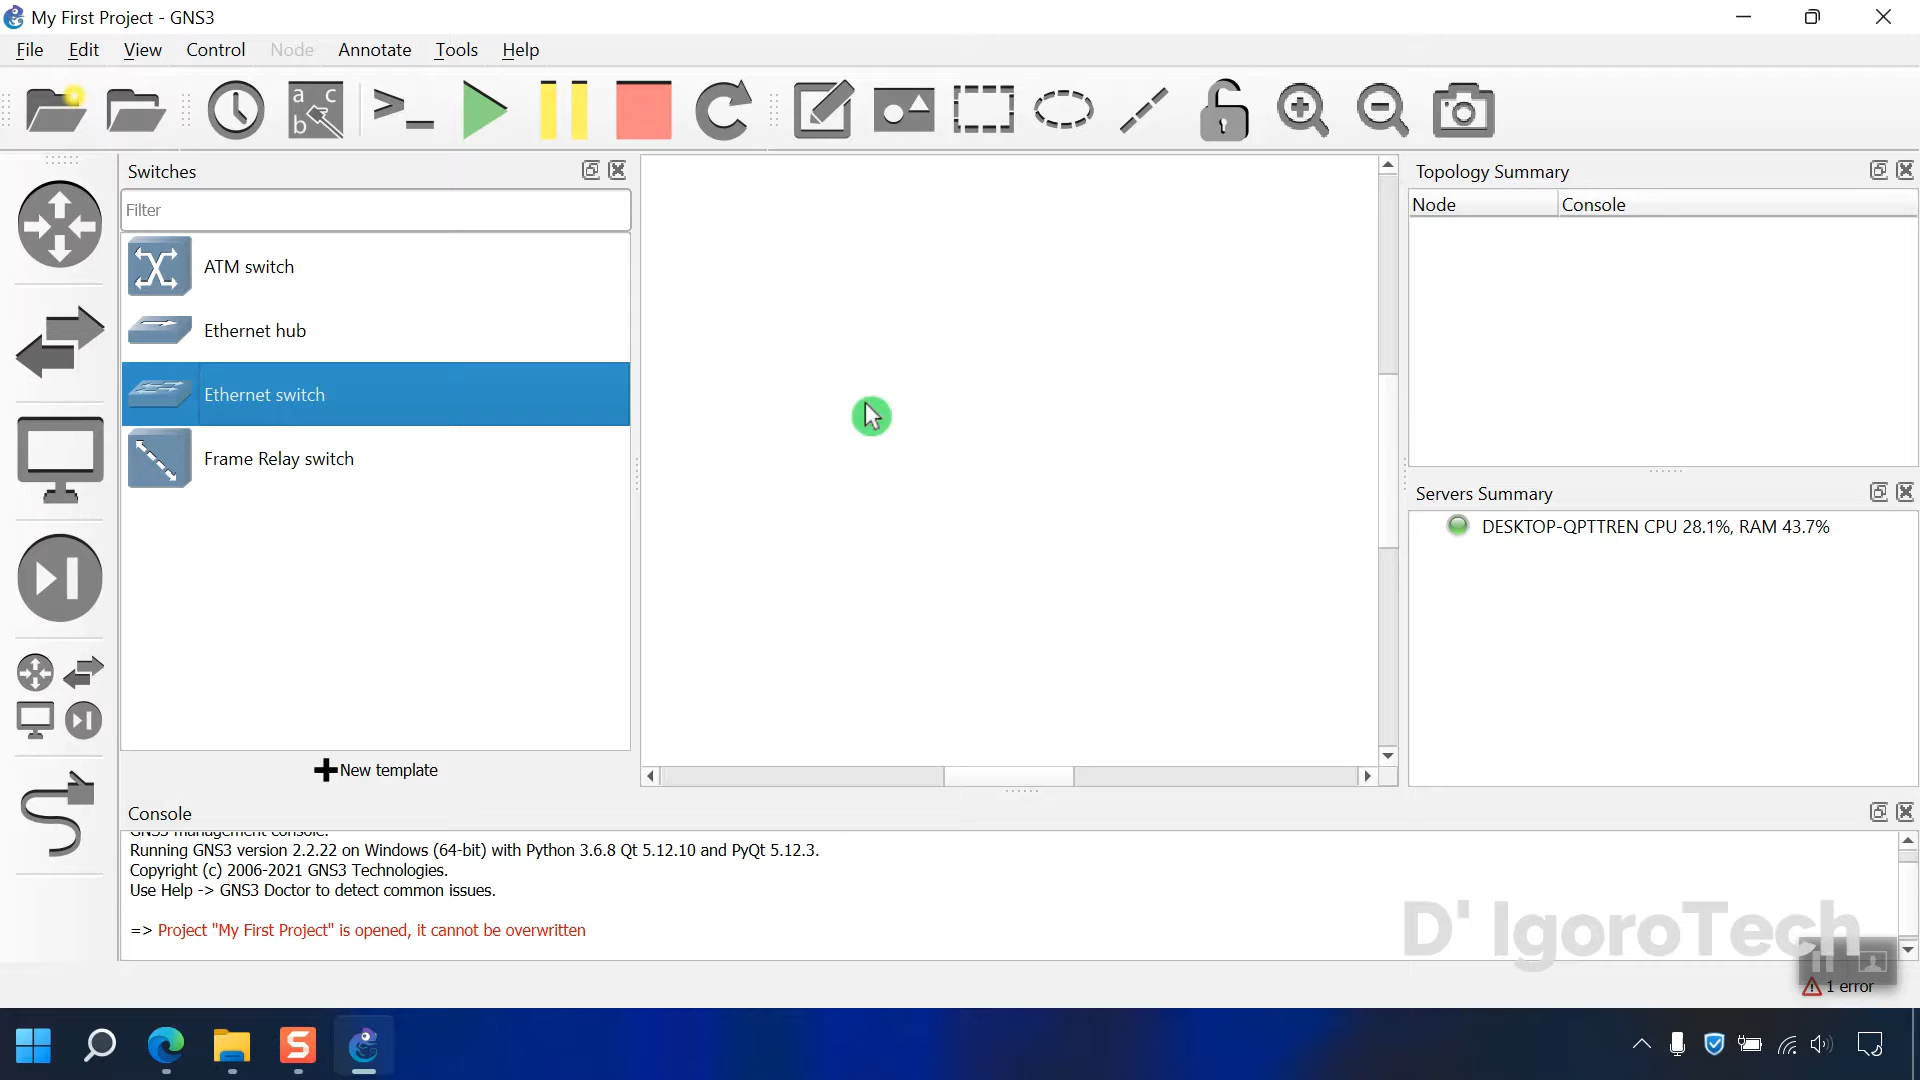 My First Project - GNS3
File Edit View Control Node Annotate Tools Help
a c
b
Switches
Topology Summary
Filter
Node Console
ATM switch
Ethernet hub
Ethernet switch
Frame Relay switch
Servers Summary
DESKTOP-QPTTREN CPU 28.1%, RAM 43.7%
New template
Console
GNS3 management console.
Running GNS3 version 2.2.22 on Windows (64-bit) with Python 3.6.8 Qt 5.12.10 and PyQt 5.12.3.
Copyright (c) 2006-2021 GNS3 Technologies.
Use Help -> GNS3 Doctor to detect common issues.
=> Project "My First Project" is opened, it cannot be overwritten
D' IgoroTech
1 error
S